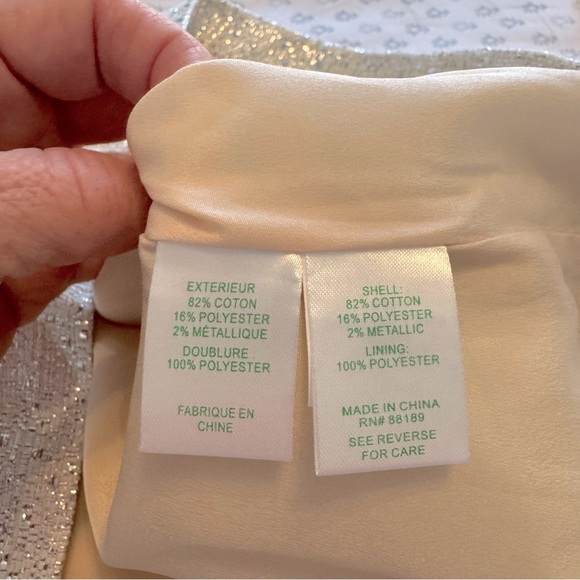 EXTERIEUR
82% COTON
16% POLYESTER
2% MÉTALLIQUE
DOUBLURE
100% POLYESTER
FABRIQUE EN
CHINE
SHELL:
82% COTTON
16% POLYESTER
2% METALLIC
LINING:
100% POLYESTER
MADE IN CHINA
RN# 88189
SEE REVERSE
FOR CARE